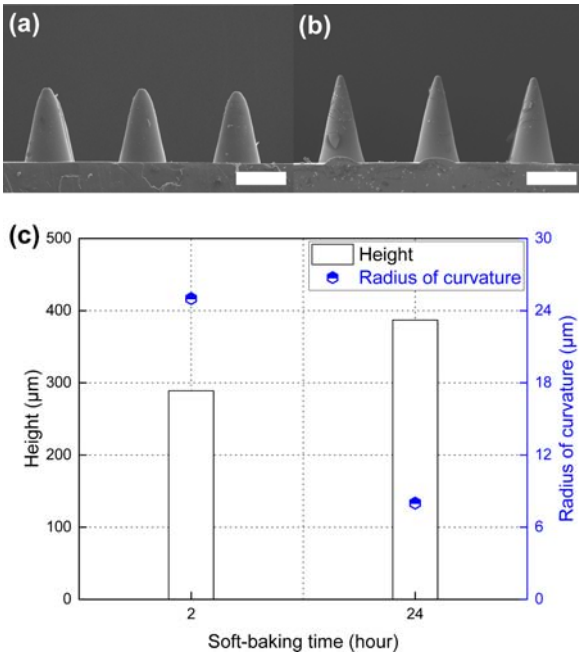 (a)
(b)
(c)
500
400
300
200
100
0
Height (μm)
30
24
18
12
6
0
Radius of curvature (μm)
Height
Radius of curvature
2
24
Soft-baking time (hour)